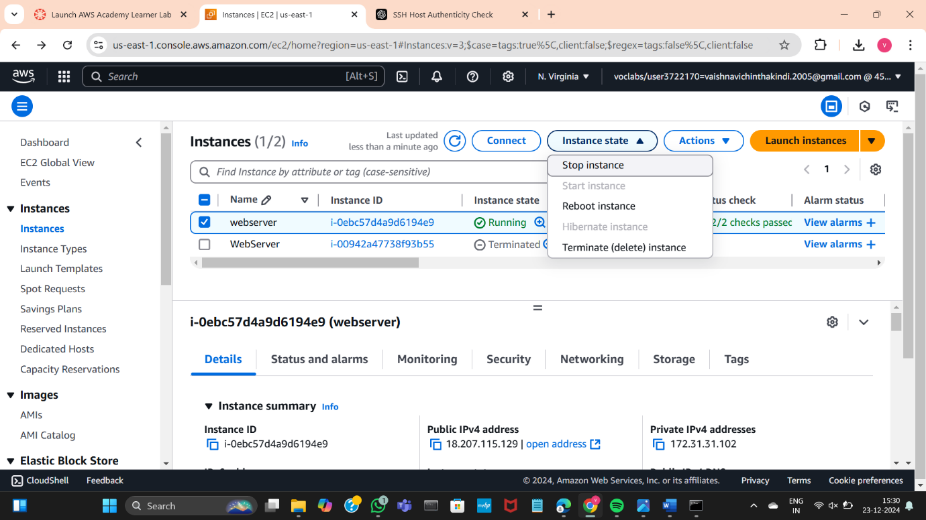 Launch AWS Academy Learner Lab
Instances | EC2 | us-east-1
SSH Host Authenticity Check
us-east-1.console.aws.amazon.com/ec2/home?region=us-east-1#Instances:v=3;$case=tags:true%5C,client:false;$regex=tags:false%5C,client:false
v
aws
Search
[Alt+S]
N. Virginia
voclabs/user3722170=vaishnavichinthakindi.2005@gmail.com @ 45...
Dashboard
EC2 Global View
Events
Instances
Instances
Instance Types
Launch Templates
Spot Requests
Savings Plans
Reserved Instances
Dedicated Hosts
Capacity Reservations
Images
AMIs
AMI Catalog
Elastic Block Store
Instances (1/2) Info
Last updated
less than a minute ago
Connect
Instance state
Actions
Launch instances
Find Instance by attribute or tag (case-sensitive)
1
Stop instance
Start instance
Reboot instance
Hibernate instance
Terminate (delete) instance
Name
Instance ID
Instance state
tus check
Alarm status
webserver
i-0ebc57d4a9d6194e9
Running
2/2 checks passec
View alarms +
WebServer
i-00942a47738f93b55
Terminated
View alarms +
i-0ebc57d4a9d6194e9 (webserver)
Details
Status and alarms
Monitoring
Security
Networking
Storage
Tags
Instance summary Info
Instance ID
i-0ebc57d4a9d6194e9
Public IPv4 address
18.207.115.129 | open address
Private IPv4 addresses
172.31.31.102
CloudShell
Feedback
© 2024, Amazon Web Services, Inc. or its affiliates.
Privacy
Terms
Cookie preferences
Search
ENG
IN
15:30
23-12-2024